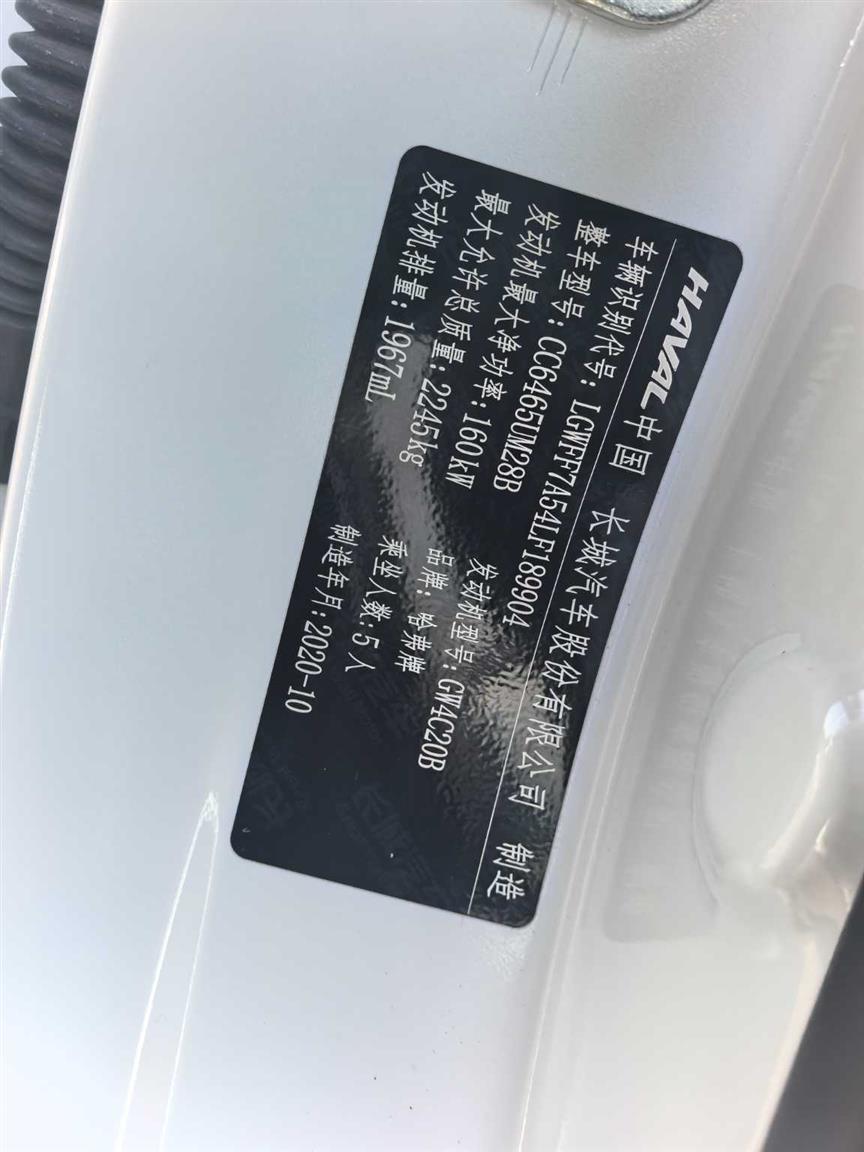 HAVAL 中国 长城汽车股份有限公司 制造
车辆识别代号：LGWFF7A54LF189904
整车型号：CC6465UM28B
发动机最大净功率：160kW 发动机型号：GW4C20B
最大允许总质量：2245kg 品牌：哈弗牌
发动机排量：1967mL 乘坐人数：5人
制造年月：2020-10